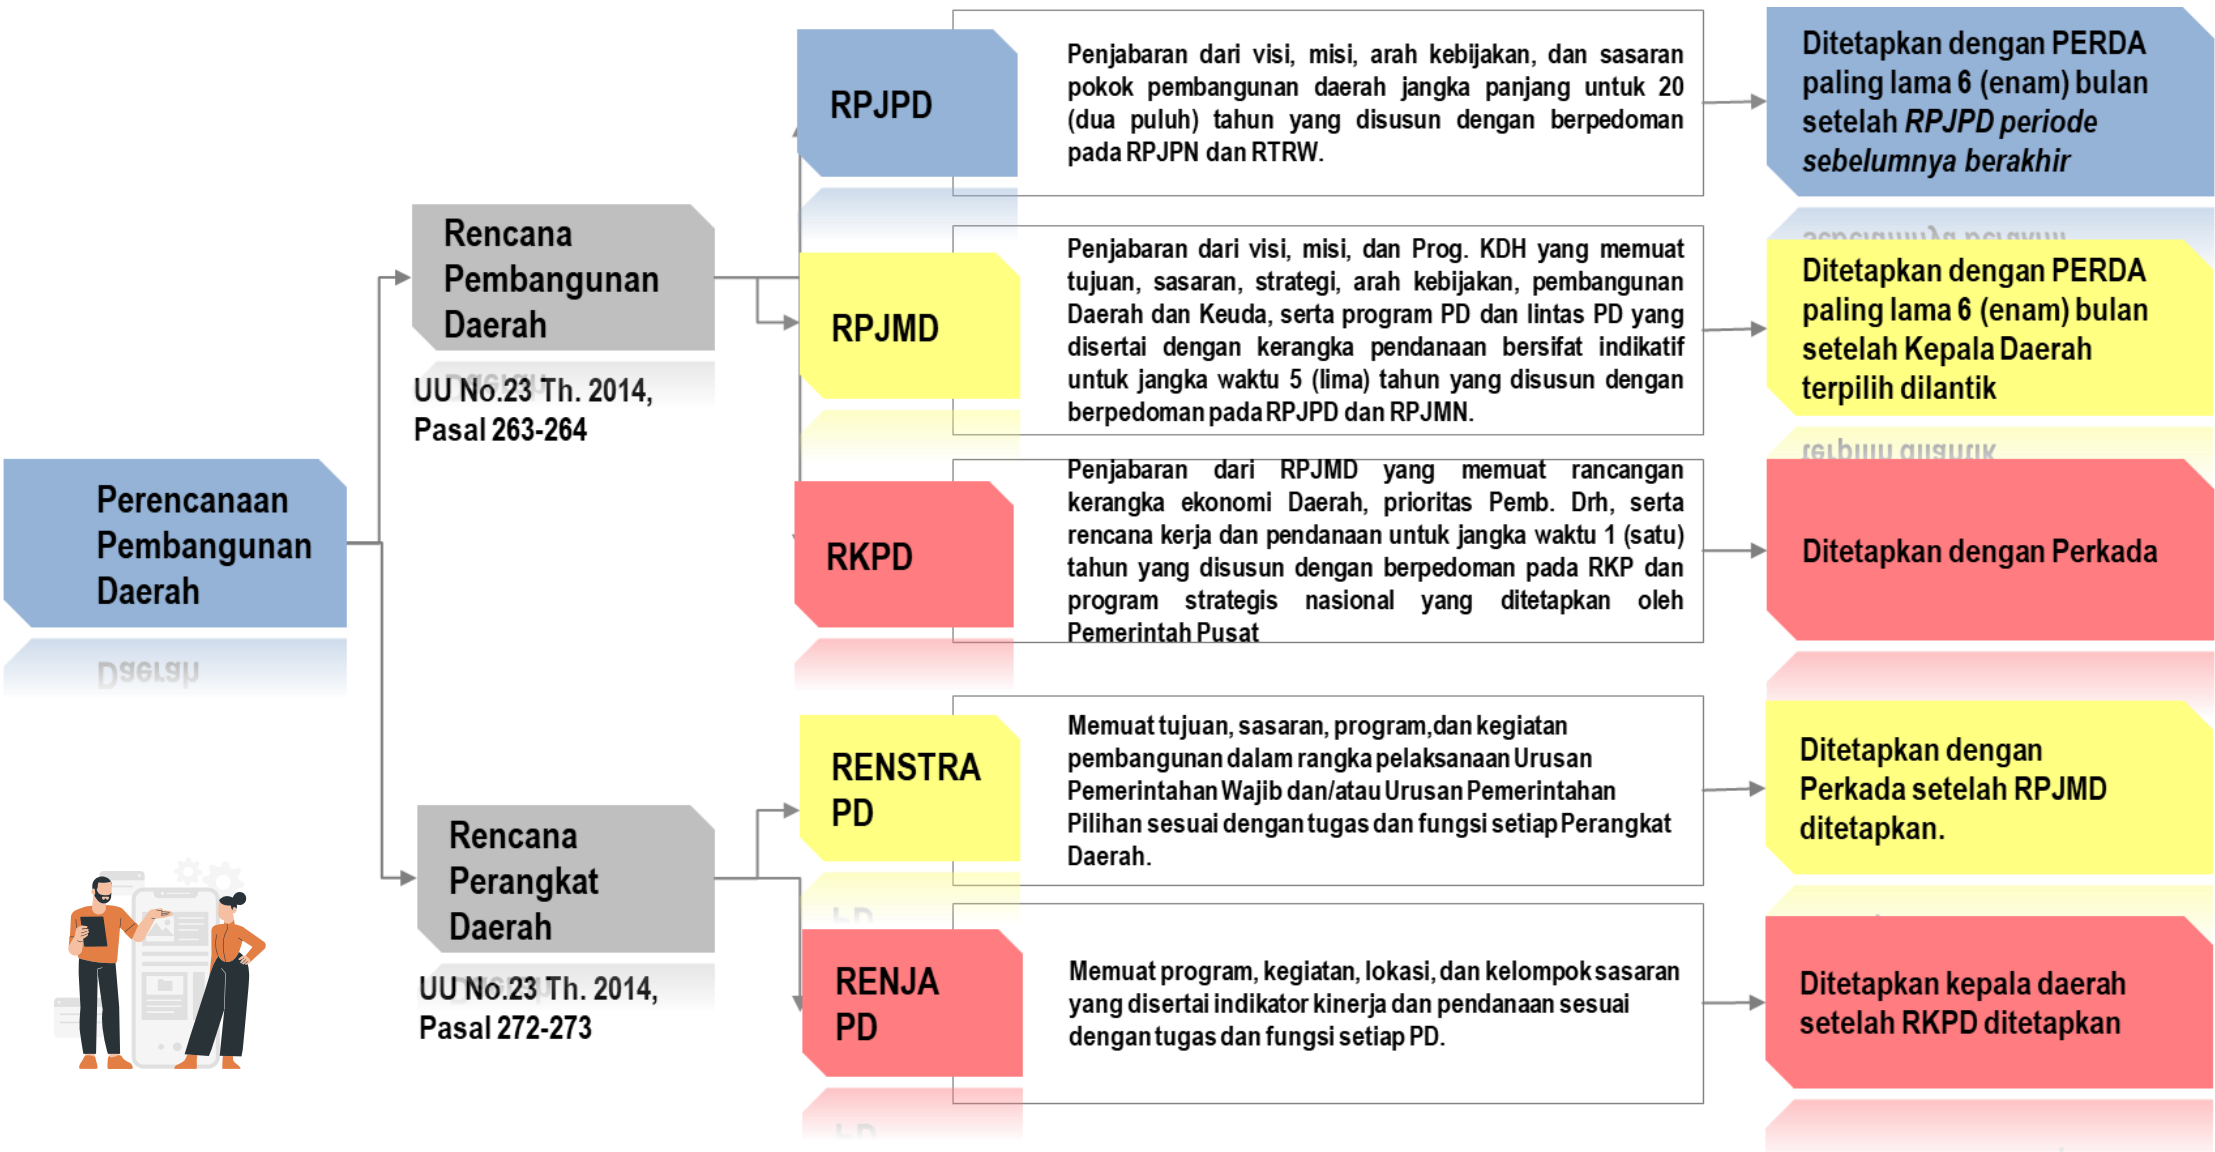 Perencanaan
Pembangunan
Daerah
Rencana
Pembangunan
Daerah
UU No.23 Th. 2014,
Pasal 263-264
RPJPD
Penjabaran dari visi, misi, arah kebijakan, dan sasaran
pokok pembangunan daerah jangka panjang untuk 20
(dua puluh) tahun yang disusun dengan berpedoman
pada RPJPN dan RTRW.
Ditetapkan dengan PERDA
paling lama 6 (enam) bulan
setelah RPJPD periode
sebelumnya berakhir
RPJMD
Penjabaran dari visi, misi, dan Prog. KDH yang memuat
tujuan, sasaran, strategi, arah kebijakan, pembangunan
Daerah dan Keuda, serta program PD dan lintas PD yang
disertai dengan kerangka pendanaan bersifat indikatif
untuk jangka waktu 5 (lima) tahun yang disusun dengan
berpedoman pada RPJPD dan RPJMN.
Ditetapkan dengan PERDA
paling lama 6 (enam) bulan
setelah Kepala Daerah
terpilih dilantik
RKPD
Penjabaran dari RPJMD yang memuat rancangan
kerangka ekonomi Daerah, prioritas Pemb. Drh, serta
rencana kerja dan pendanaan untuk jangka waktu 1 (satu)
tahun yang disusun dengan berpedoman pada RKP dan
program strategis nasional yang ditetapkan oleh
Pemerintah Pusat
Ditetapkan dengan Perkada
Rencana
Perangkat
Daerah
UU No.23 Th. 2014,
Pasal 272-273
RENSTRA
PD
Memuat tujuan, sasaran, program,dan kegiatan
pembangunan dalam rangka pelaksanaan Urusan
Pemerintahan Wajib dan/atau Urusan Pemerintahan
Pilihan sesuai dengan tugas dan fungsi setiap Perangkat
Daerah.
Ditetapkan dengan
Perkada setelah RPJMD
ditetapkan.
RENJA
PD
Memuat program, kegiatan, lokasi, dan kelompok sasaran
yang disertai indikator kinerja dan pendanaan sesuai
dengan tugas dan fungsi setiap PD.
Ditetapkan kepala daerah
setelah RKPD ditetapkan